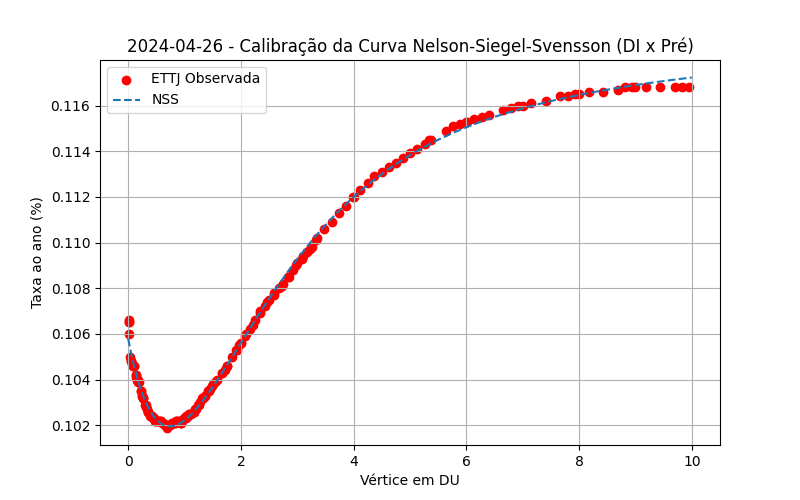 2024-04-26 - Calibração da Curva Nelson-Siegel-Svensson (DI x Pré)
ETTJ Observada
NSS
Taxa ao ano (%)
0.116
0.114
0.112
0.110
0.108
0.106
0.104
0.102
0 2 4 6 8 10
Vértice em DU